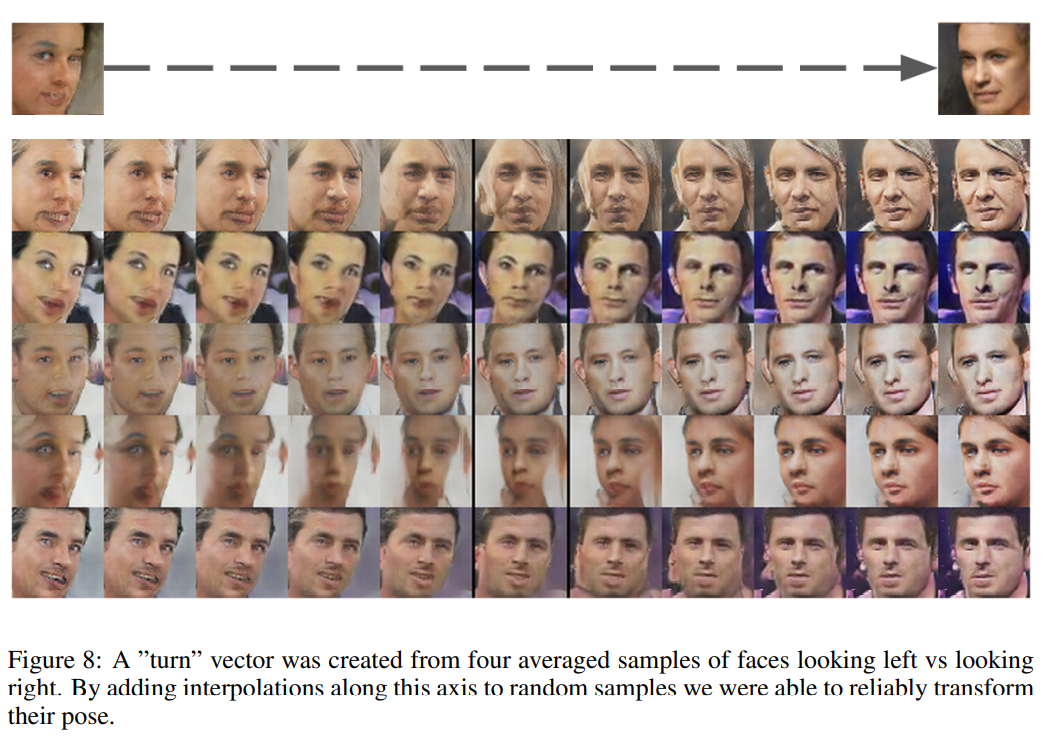 Figure 8: A ”turn” vector was created from four averaged samples of faces looking left vs looking
right. By adding interpolations along this axis to random samples we were able to reliably transform
their pose.